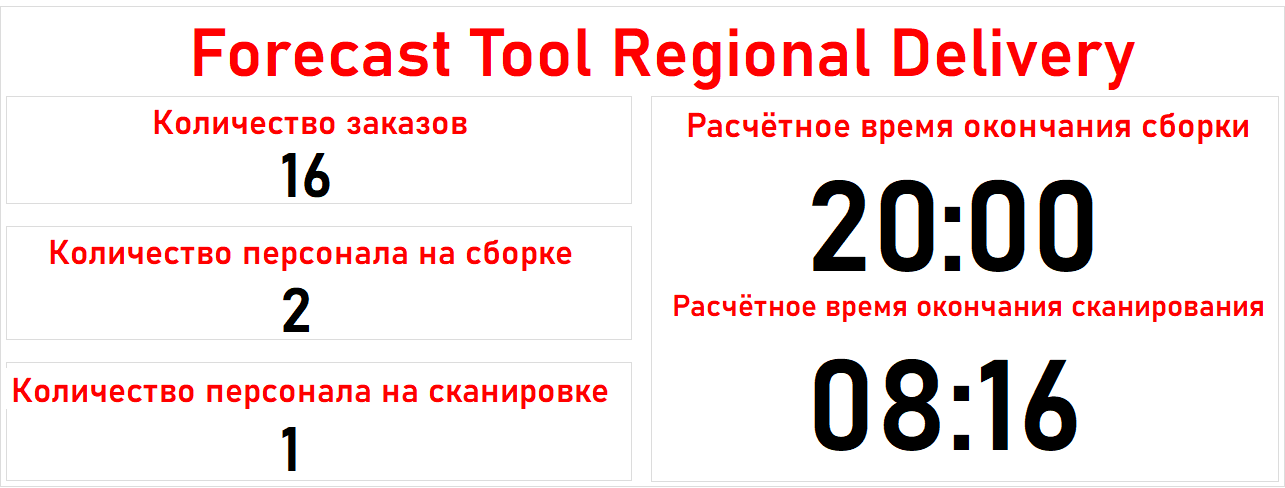 Forecast Tool Regional Delivery
Количество заказов
16
Количество персонала на сборке
2
Количество персонала на сканировке
1
Расчётное время окончания сборки
20:00
Расчётное время окончания сканирования
08:16